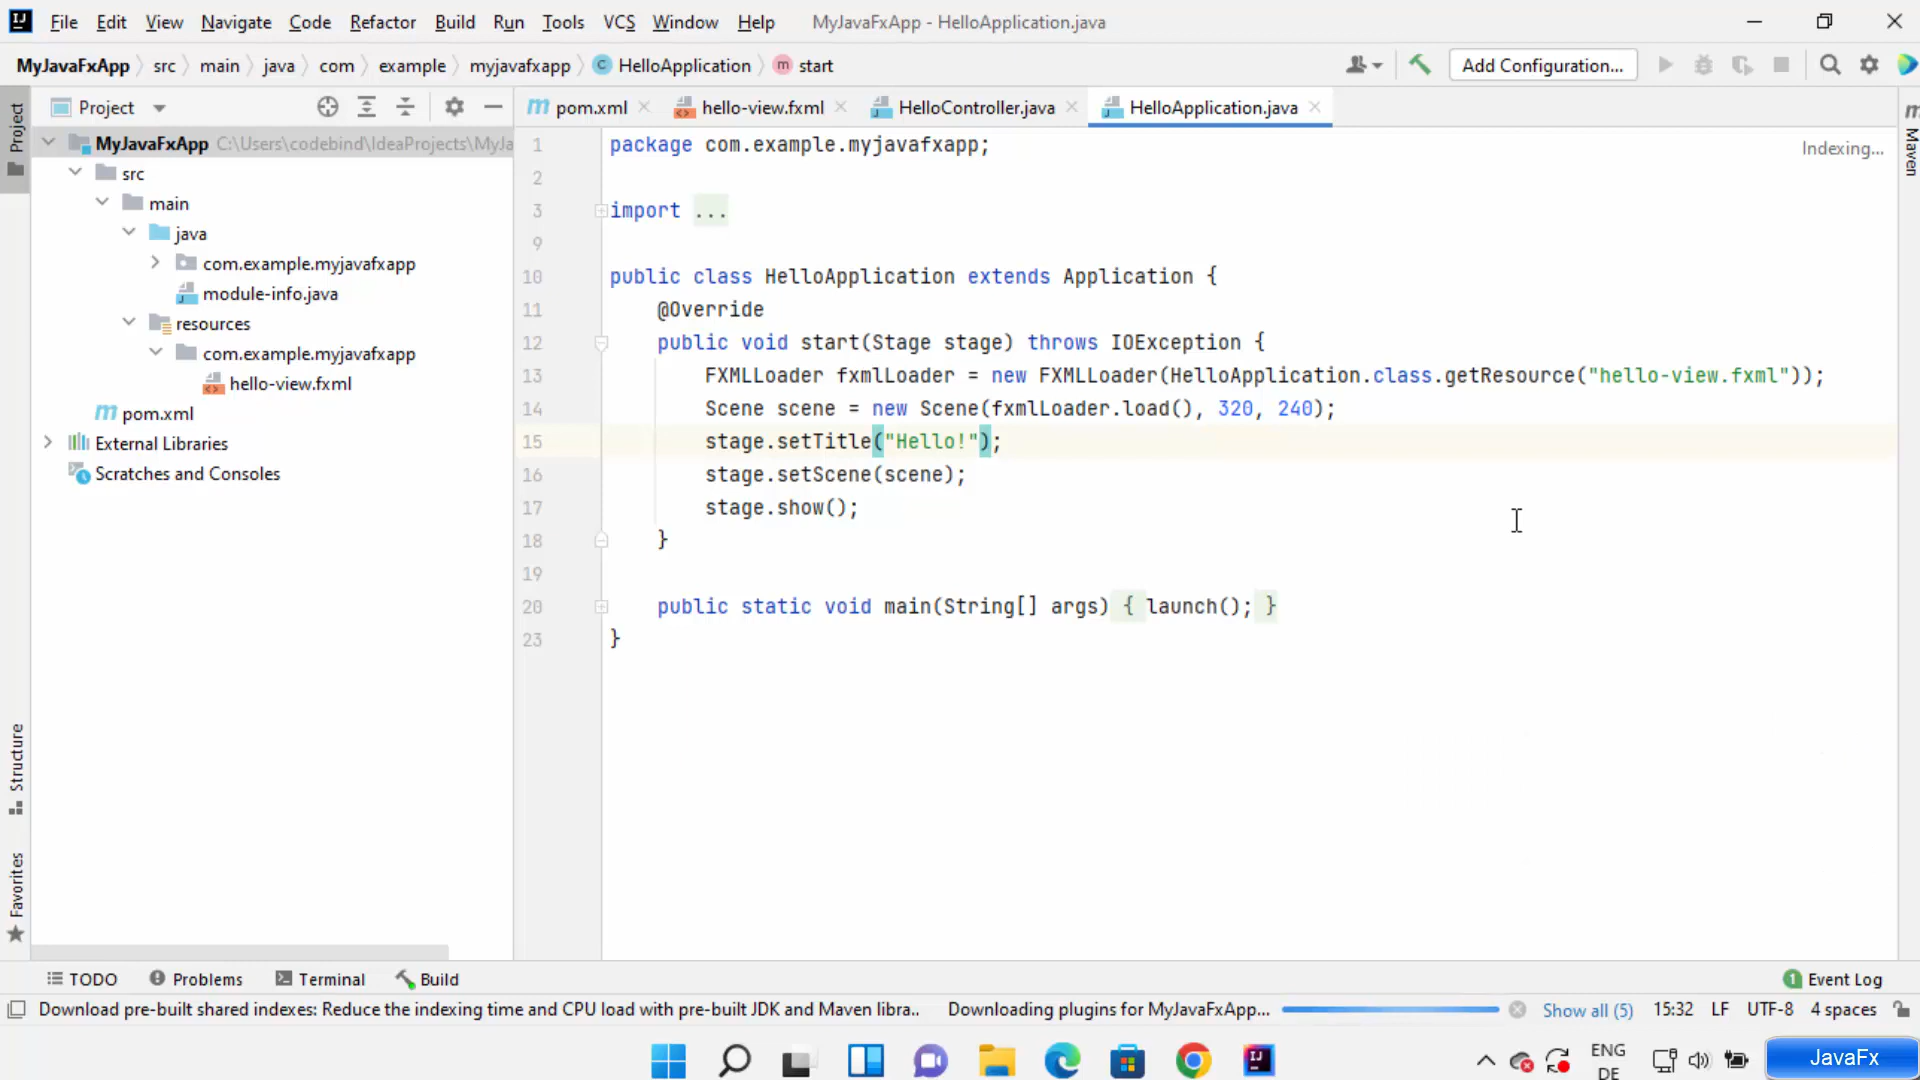 File Edit View Navigate Code Refactor Build Run Tools VCS Window Help MyJavaFxApp - HelloApplication.java
MyJavaFxApp src main java com example myjavafxapp HelloApplication start Add Configuration...
Project
Project
pom.xml hello-view.fxml HelloController.java HelloApplication.java
MyJavaFxApp C:\Users\codebind\IdeaProjects\MyJa
src
main
java
com.example.myjavafxapp
module-info.java
resources
com.example.myjavafxapp
hello-view.fxml
pom.xml
External Libraries
Scratches and Consoles
Structure
Favorites
1 package com.example.myjavafxapp;
2
3 import ...
9
10 public class HelloApplication extends Application {
11 @Override
12 public void start(Stage stage) throws IOException {
13 FXMLLoader fxmlLoader = new FXMLLoader(HelloApplication.class.getResource("hello-view.fxml"));
14 Scene scene = new Scene(fxmlLoader.load(), 320, 240);
15 stage.setTitle("Hello!");
16 stage.setScene(scene);
17 stage.show();
18 }
19
20 public static void main(String[] args) { launch(); }
23 }
Indexing...
Maven
TODO Problems Terminal Build Event Log
Download pre-built shared indexes: Reduce the indexing time and CPU load with pre-built JDK and Maven libra.. Downloading plugins for MyJavaFxApp... Show all (5) 15:32 LF UTF-8 4 spaces
ENG
DE
JavaFx